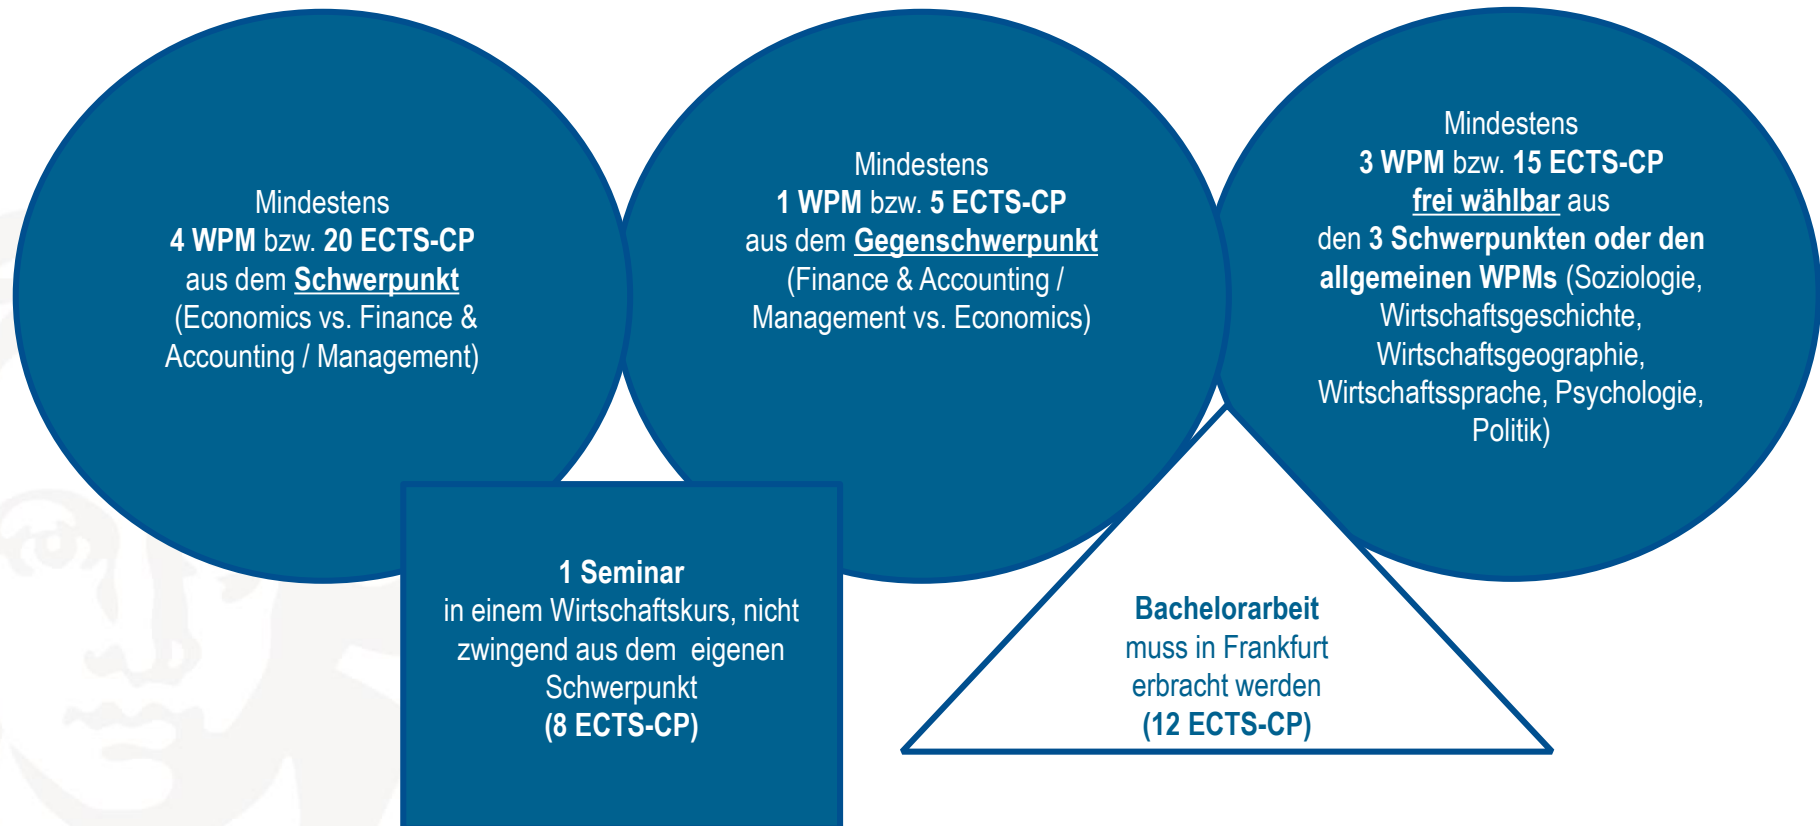 Mindestens
4 WPM bzw. 20 ECTS-CP
aus dem Schwerpunkt
(Economics vs. Finance &
Accounting / Management)
Mindestens
1 WPM bzw. 5 ECTS-CP
aus dem Gegenschwerpunkt
(Finance & Accounting /
Management vs. Economics)
Mindestens
3 WPM bzw. 15 ECTS-CP
frei wählbar aus
den 3 Schwerpunkten oder den
allgemeinen WPMs (Soziologie,
Wirtschaftsgeschichte,
Wirtschaftsgeographie,
Wirtschaftssprache, Psychologie,
Politik)
1 Seminar
in einem Wirtschaftskurs, nicht
zwingend aus dem eigenen
Schwerpunkt
(8 ECTS-CP)
Bachelorarbeit
muss in Frankfurt
erbracht werden
(12 ECTS-CP)